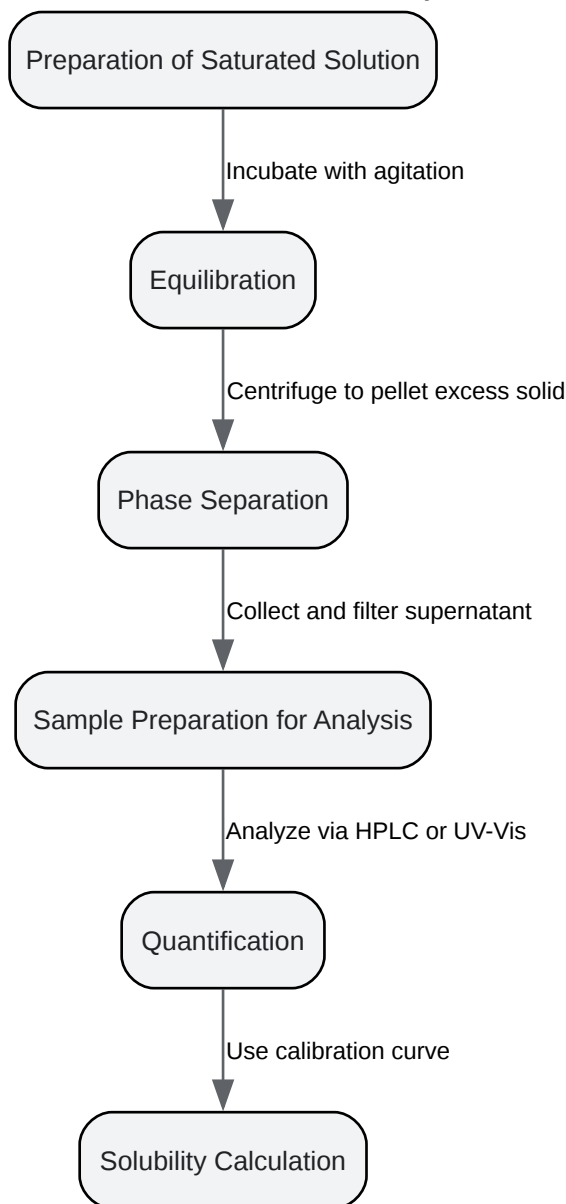 Preparation of Saturated Solution
Incubate with agitation
Equilibration
Centrifuge to pellet excess solid
Phase Separation
Collect and filter supernatant
Sample Preparation for Analysis
Analyze via HPLC or UV-Vis
Quantification
Use calibration curve
Solubility Calculation